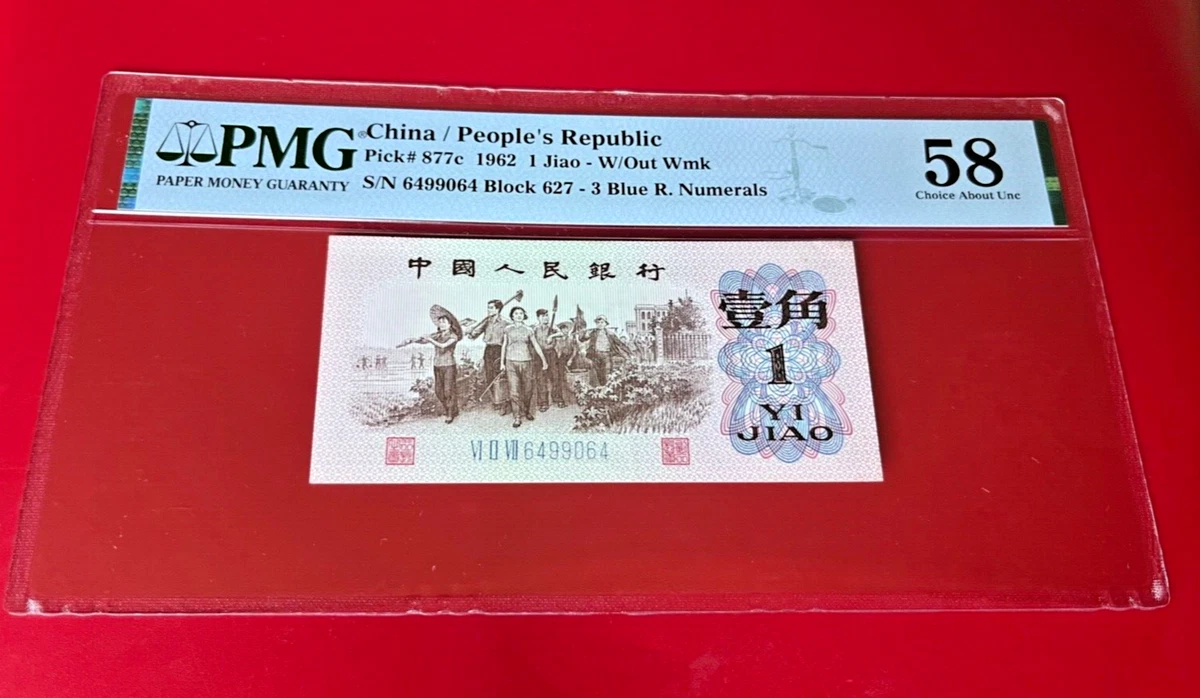 PMG®
PAPER MONEY GUARANTY
China / People's Republic
Pick# 877c 1962 1 Jiao - W/Out Wmk
S/N 6499064 Block 627 - 3 Blue R. Numerals
58
Choice About Unc
中國人民銀行
壹角
1
YI
JIAO
VI II VII 6499064